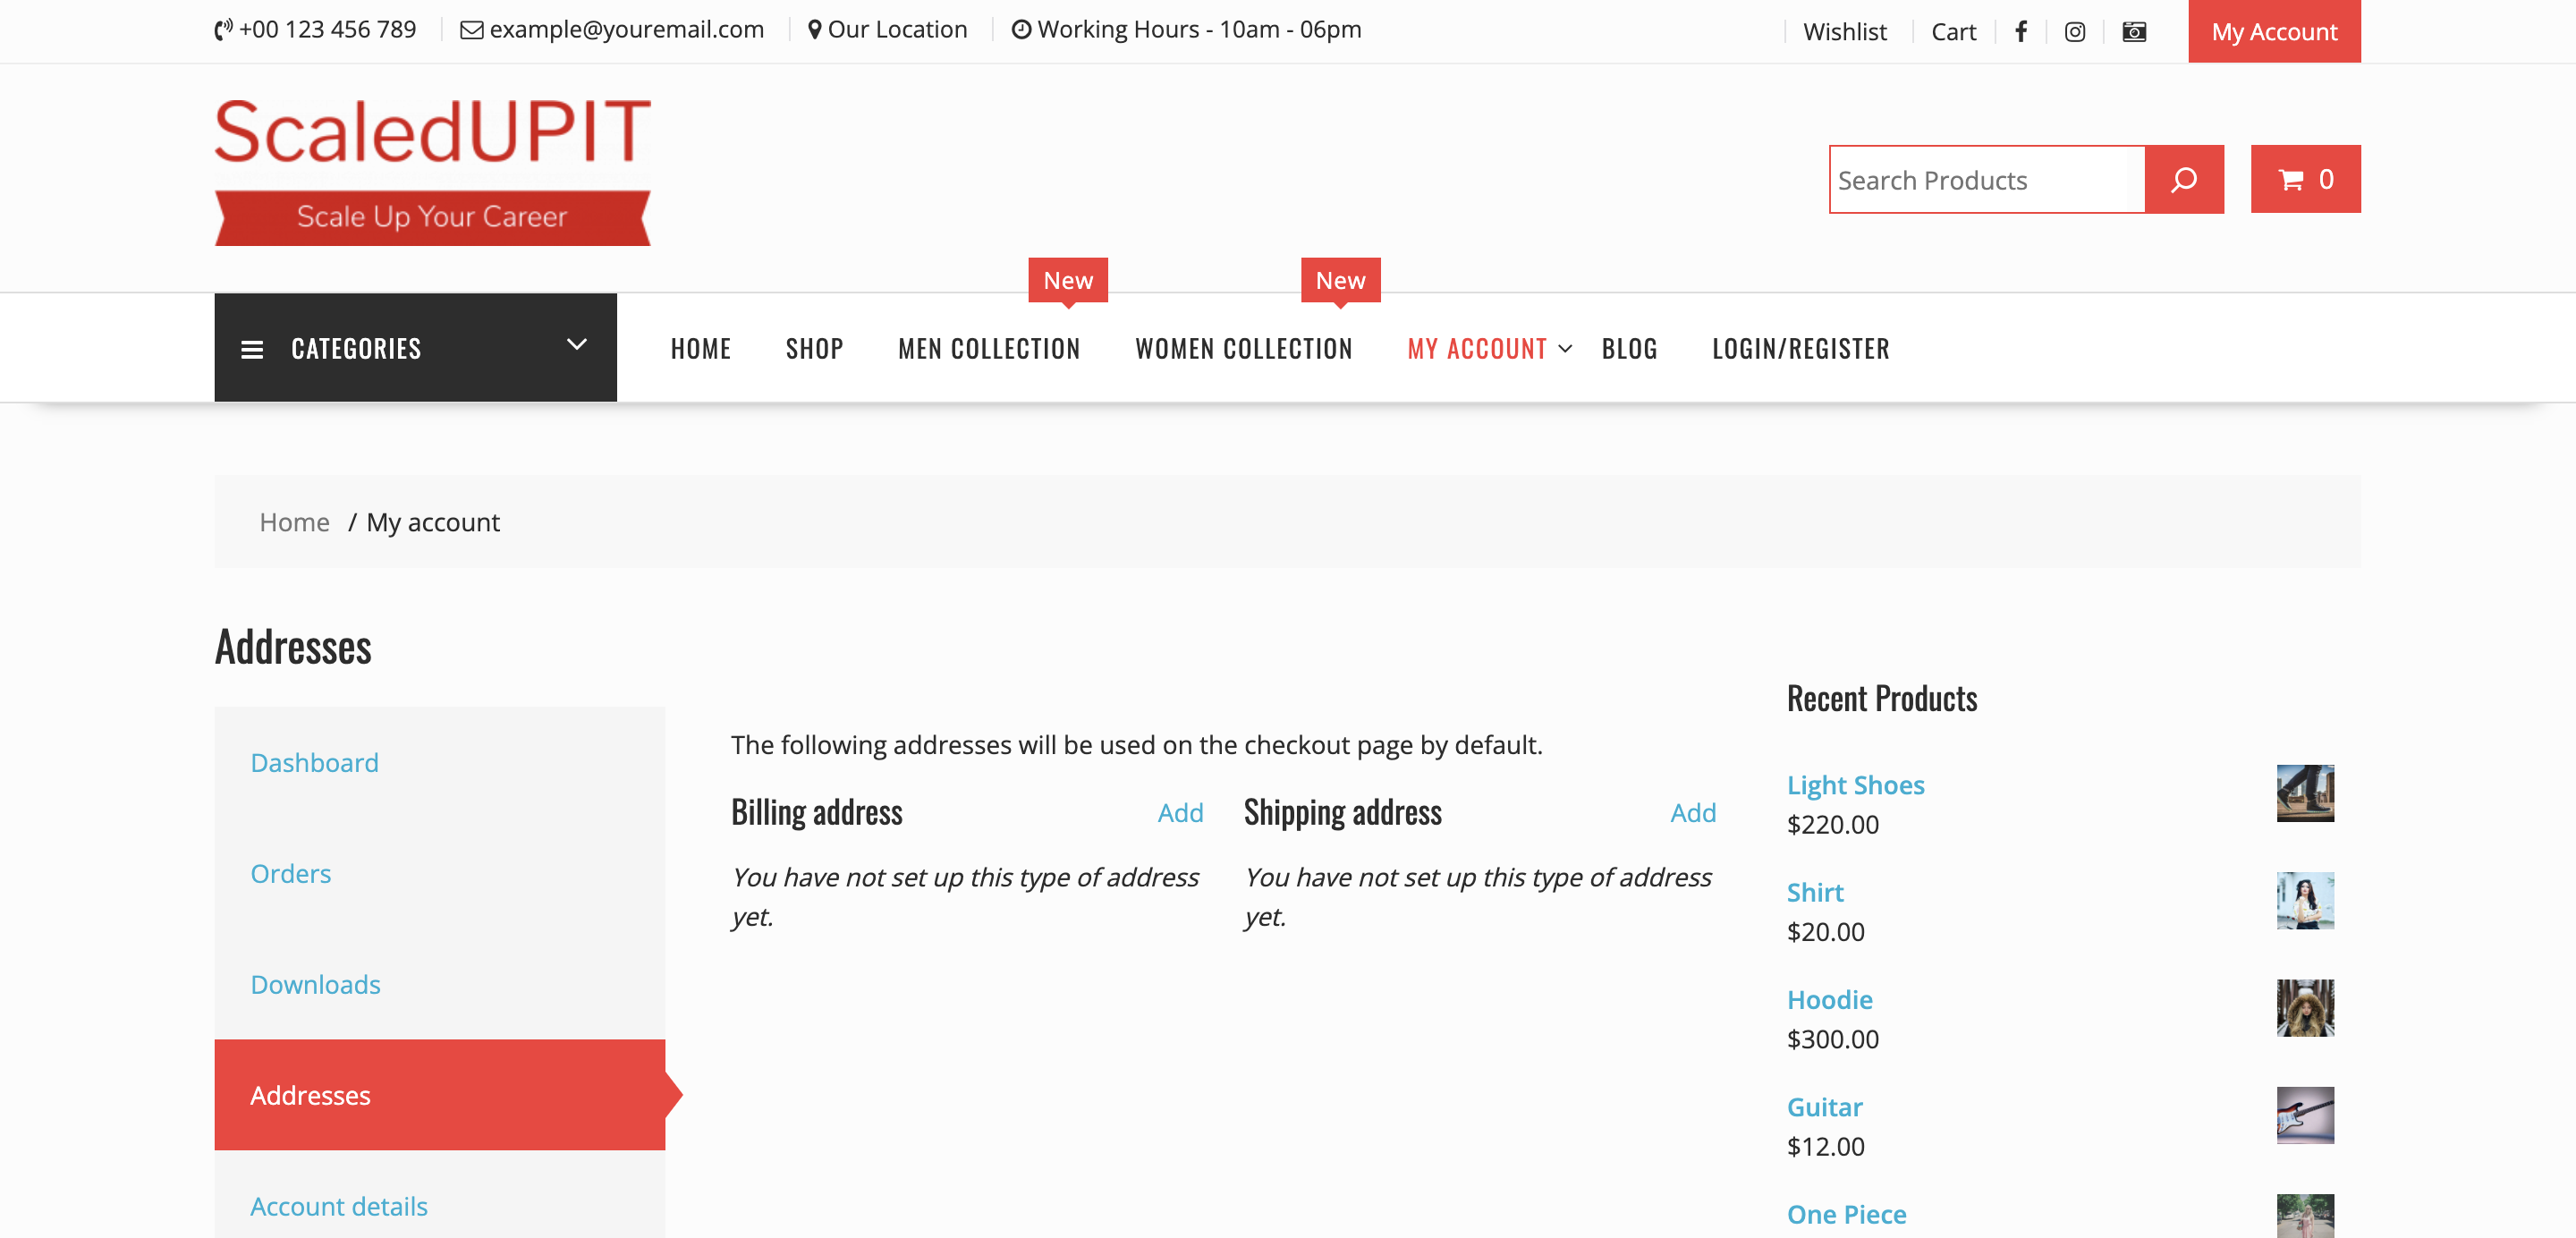 +00 123 456 789 example@youremail.com Our Location Working Hours - 10am - 06pm Wishlist Cart My Account
ScaledUPIT
Scale Up Your Career
Search Products 0
New New
CATEGORIES HOME SHOP MEN COLLECTION WOMEN COLLECTION MY ACCOUNT BLOG LOGIN/REGISTER
Home / My account
Addresses
Dashboard
Orders
Downloads
Addresses
Account details
The following addresses will be used on the checkout page by default.
Billing address Add
You have not set up this type of address
yet.
Shipping address Add
You have not set up this type of address
yet.
Recent Products
Light Shoes
$220.00
Shirt
$20.00
Hoodie
$300.00
Guitar
$12.00
One Piece